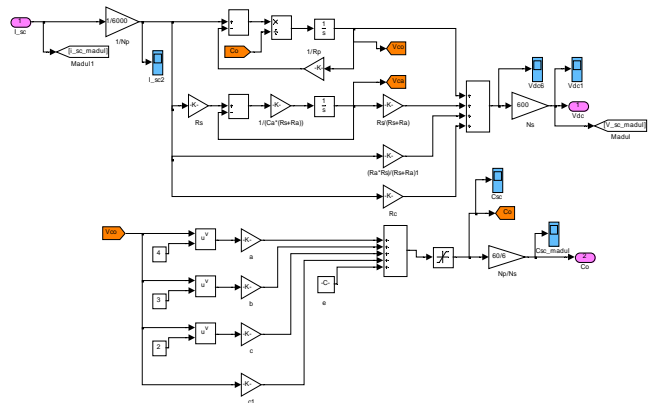 1
I_sc
1/6000
1/Np
[i_sc_madul]
Madul1
I_sc2
Co
1
s
Vco
1/Rp
-K-
Vca
-K-
Rs
-K-
1/(Ca*(Rs+Ra))
1
s
-K-
Rs/(Rs+Ra)
-K-
(Ra*Rs)/(Rs+Ra)/1
-K-
Rc
Vdc6
Vdc1
600
Ns
1
Vdc
[V_sc_madul]
Madul
Csc
Co
Vco
4
u^v
-K-
a
3
u^v
-K-
b
2
u^v
-K-
c
-K-
c1
-C-
e
60/6
Np/Ns
Csc_madul
2
Co